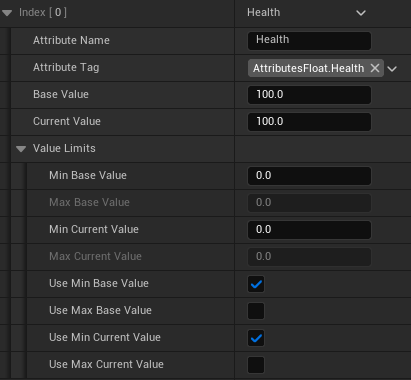 Index [ 0 ] Health
Attribute Name Health
Attribute Tag AttributesFloat.Health
Base Value 100.0
Current Value 100.0
Value Limits
Min Base Value 0.0
Max Base Value 0.0
Min Current Value 0.0
Max Current Value 0.0
Use Min Base Value
Use Max Base Value
Use Min Current Value
Use Max Current Value